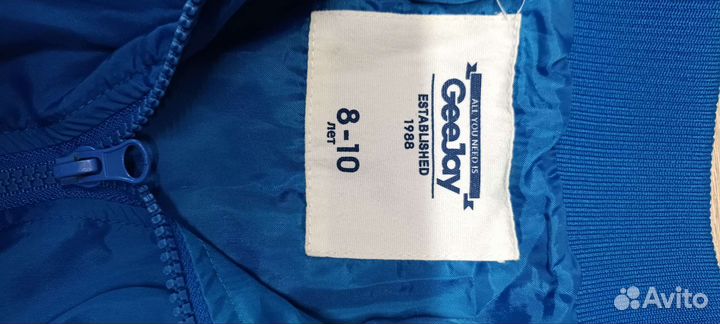 ALL YOU NEED IS
GeeJay
ESTABLISHED
1988
8-10
лет
Avito